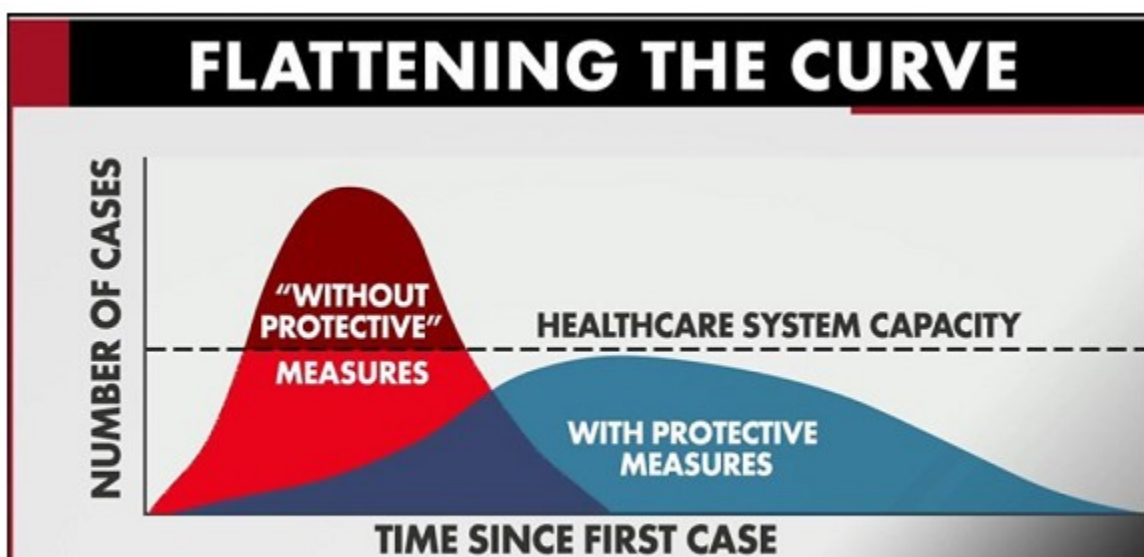 FLATTENING THE CURVE
NUMBER OF CASES
“WITHOUT
PROTECTIVE”
MEASURES
HEALTHCARE SYSTEM CAPACITY
WITH PROTECTIVE
MEASURES
TIME SINCE FIRST CASE